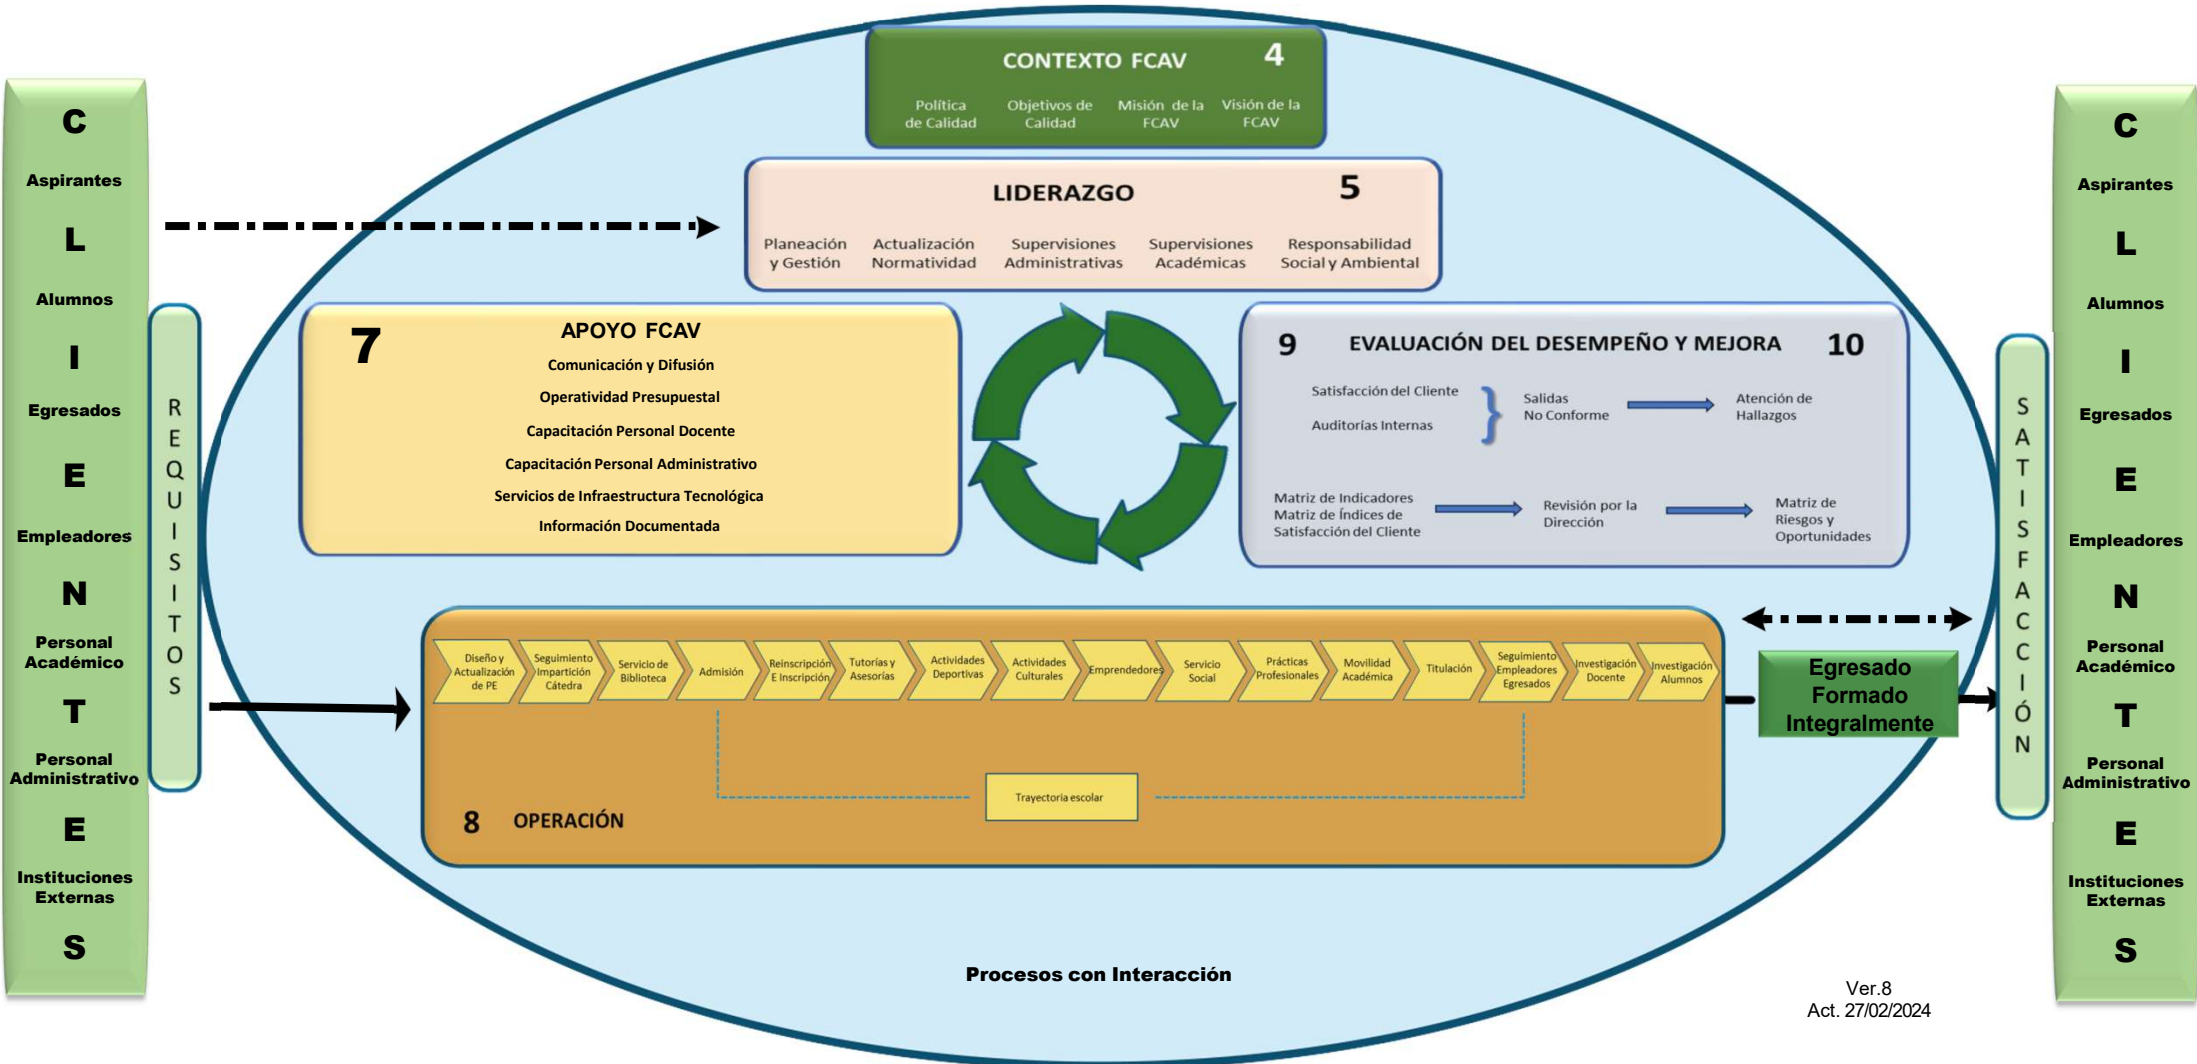 C
Aspirantes
L
Alumnos
I
Egresados
E
Empleadores
N
Personal
Académico
T
Personal
Administrativo
E
Instituciones
Externas
S
REQUISITOS
CONTEXTO FCAV 4
Política
de Calidad
Objetivos de
Calidad
Misión de la
FCAV
Visión de la
FCAV
LIDERAZGO 5
Planeación
y Gestión
Actualización
Normatividad
Supervisiones
Administrativas
Supervisiones
Académicas
Responsabilidad
Social y Ambiental
7 APOYO FCAV
Comunicación y Difusión
Operatividad Presupuestal
Capacitación Personal Docente
Capacitación Personal Administrativo
Servicios de Infraestructura Tecnológica
Información Documentada
9 EVALUACIÓN DEL DESEMPEÑO Y MEJORA 10
Satisfacción del Cliente
Auditorías Internas
Salidas
No Conforme
Atención de
Hallazgos
Matriz de Indicadores
Matriz de Índices de
Satisfacción del Cliente
Revisión por la
Dirección
Matriz de
Riesgos y
Oportunidades
Diseño y
Actualización
de PE
Seguimiento
Impartición
Cátedra
Servicio de
Biblioteca
Admisión
Reinscripción
E Inscripción
Tutorías y
Asesorías
Actividades
Deportivas
Actividades
Culturales
Emprendedores
Servicio
Social
Prácticas
Profesionales
Movilidad
Académica
Titulación
Seguimiento
Empleadores
Egresados
Investigación
Docente
Investigación
Alumnos
Trayectoria escolar
8 OPERACIÓN
Egresado
Formado
Integralmente
SATISFACCIÓN
C
Aspirantes
L
Alumnos
I
Egresados
E
Empleadores
N
Personal
Académico
T
Personal
Administrativo
E
Instituciones
Externas
S
Procesos con Interacción
Ver.8
Act. 27/02/2024